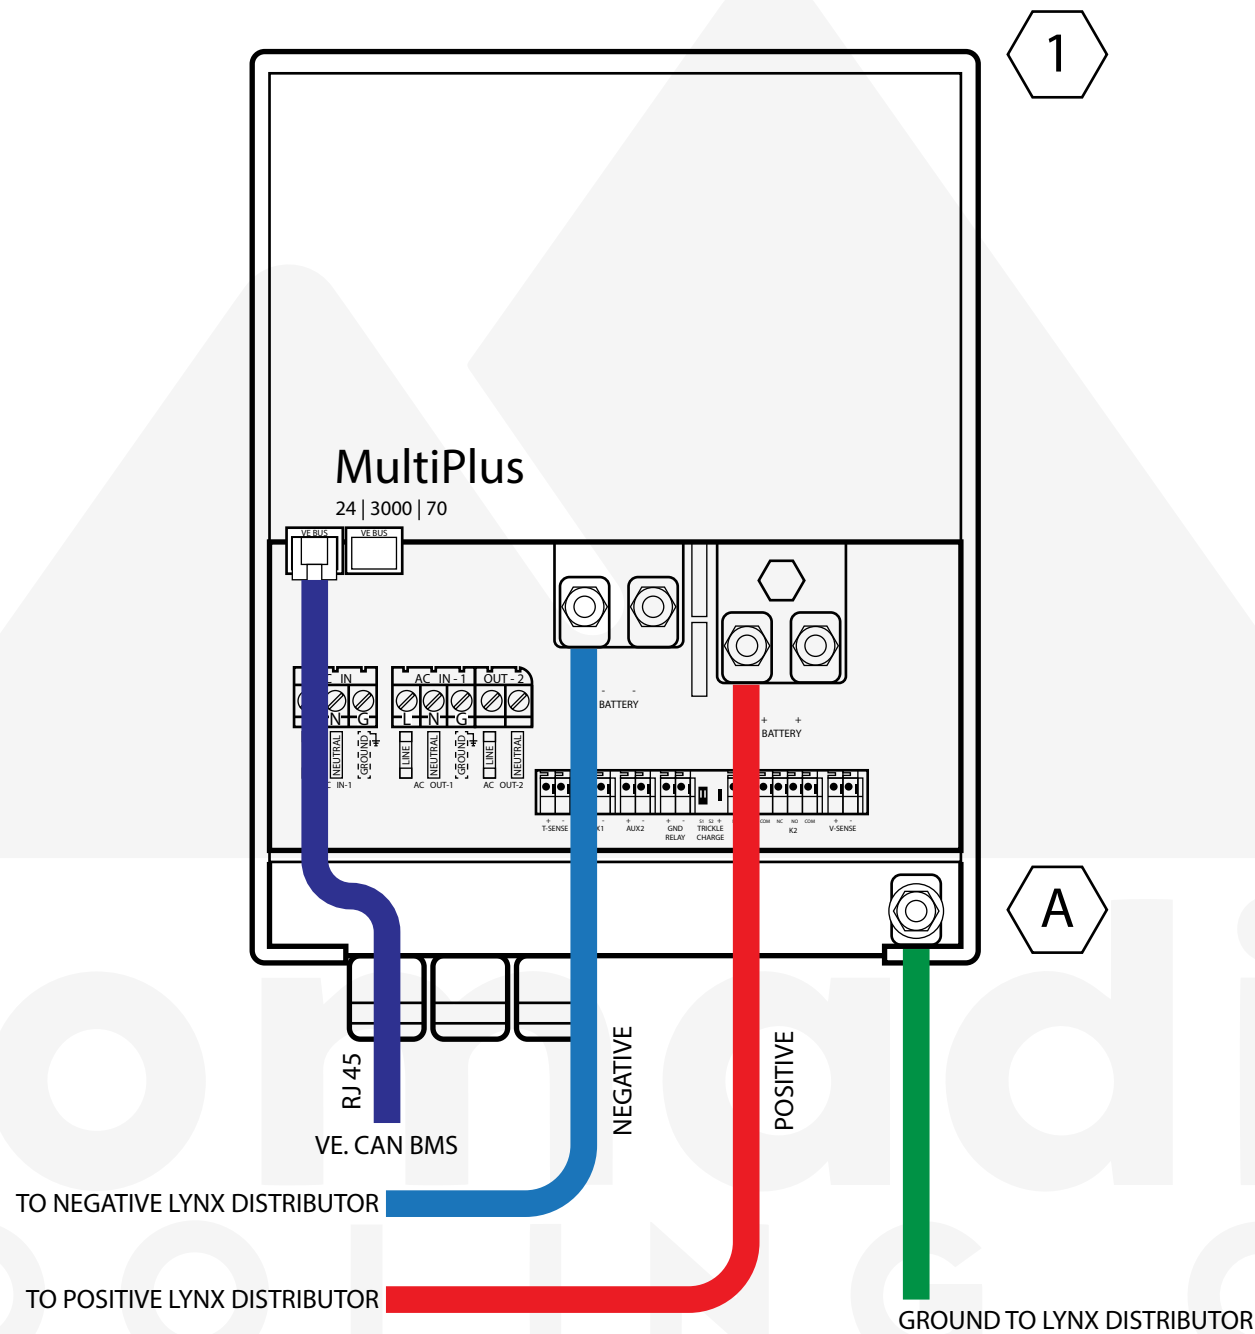 1
MultiPlus
24 | 3000 | 70
VE BUS VE BUS
IN AC IN - 1 OUT - 2
N G L N G
- -
BATTERY
+ +
BATTERY
NEUTRAL GROUND LINE NEUTRAL GROUND LINE NEUTRAL
IN-1 AC OUT-1 AC OUT-2
+ - - + - + - S1 S2 + COM NC NO COM + -
T-SENSE AUX2 GND TRICKLE K2 V-SENSE
RELAY CHARGE
A
RJ 45
NEGATIVE
POSITIVE
VE. CAN BMS
TO NEGATIVE LYNX DISTRIBUTOR
TO POSITIVE LYNX DISTRIBUTOR
GROUND TO LYNX DISTRIBUTOR